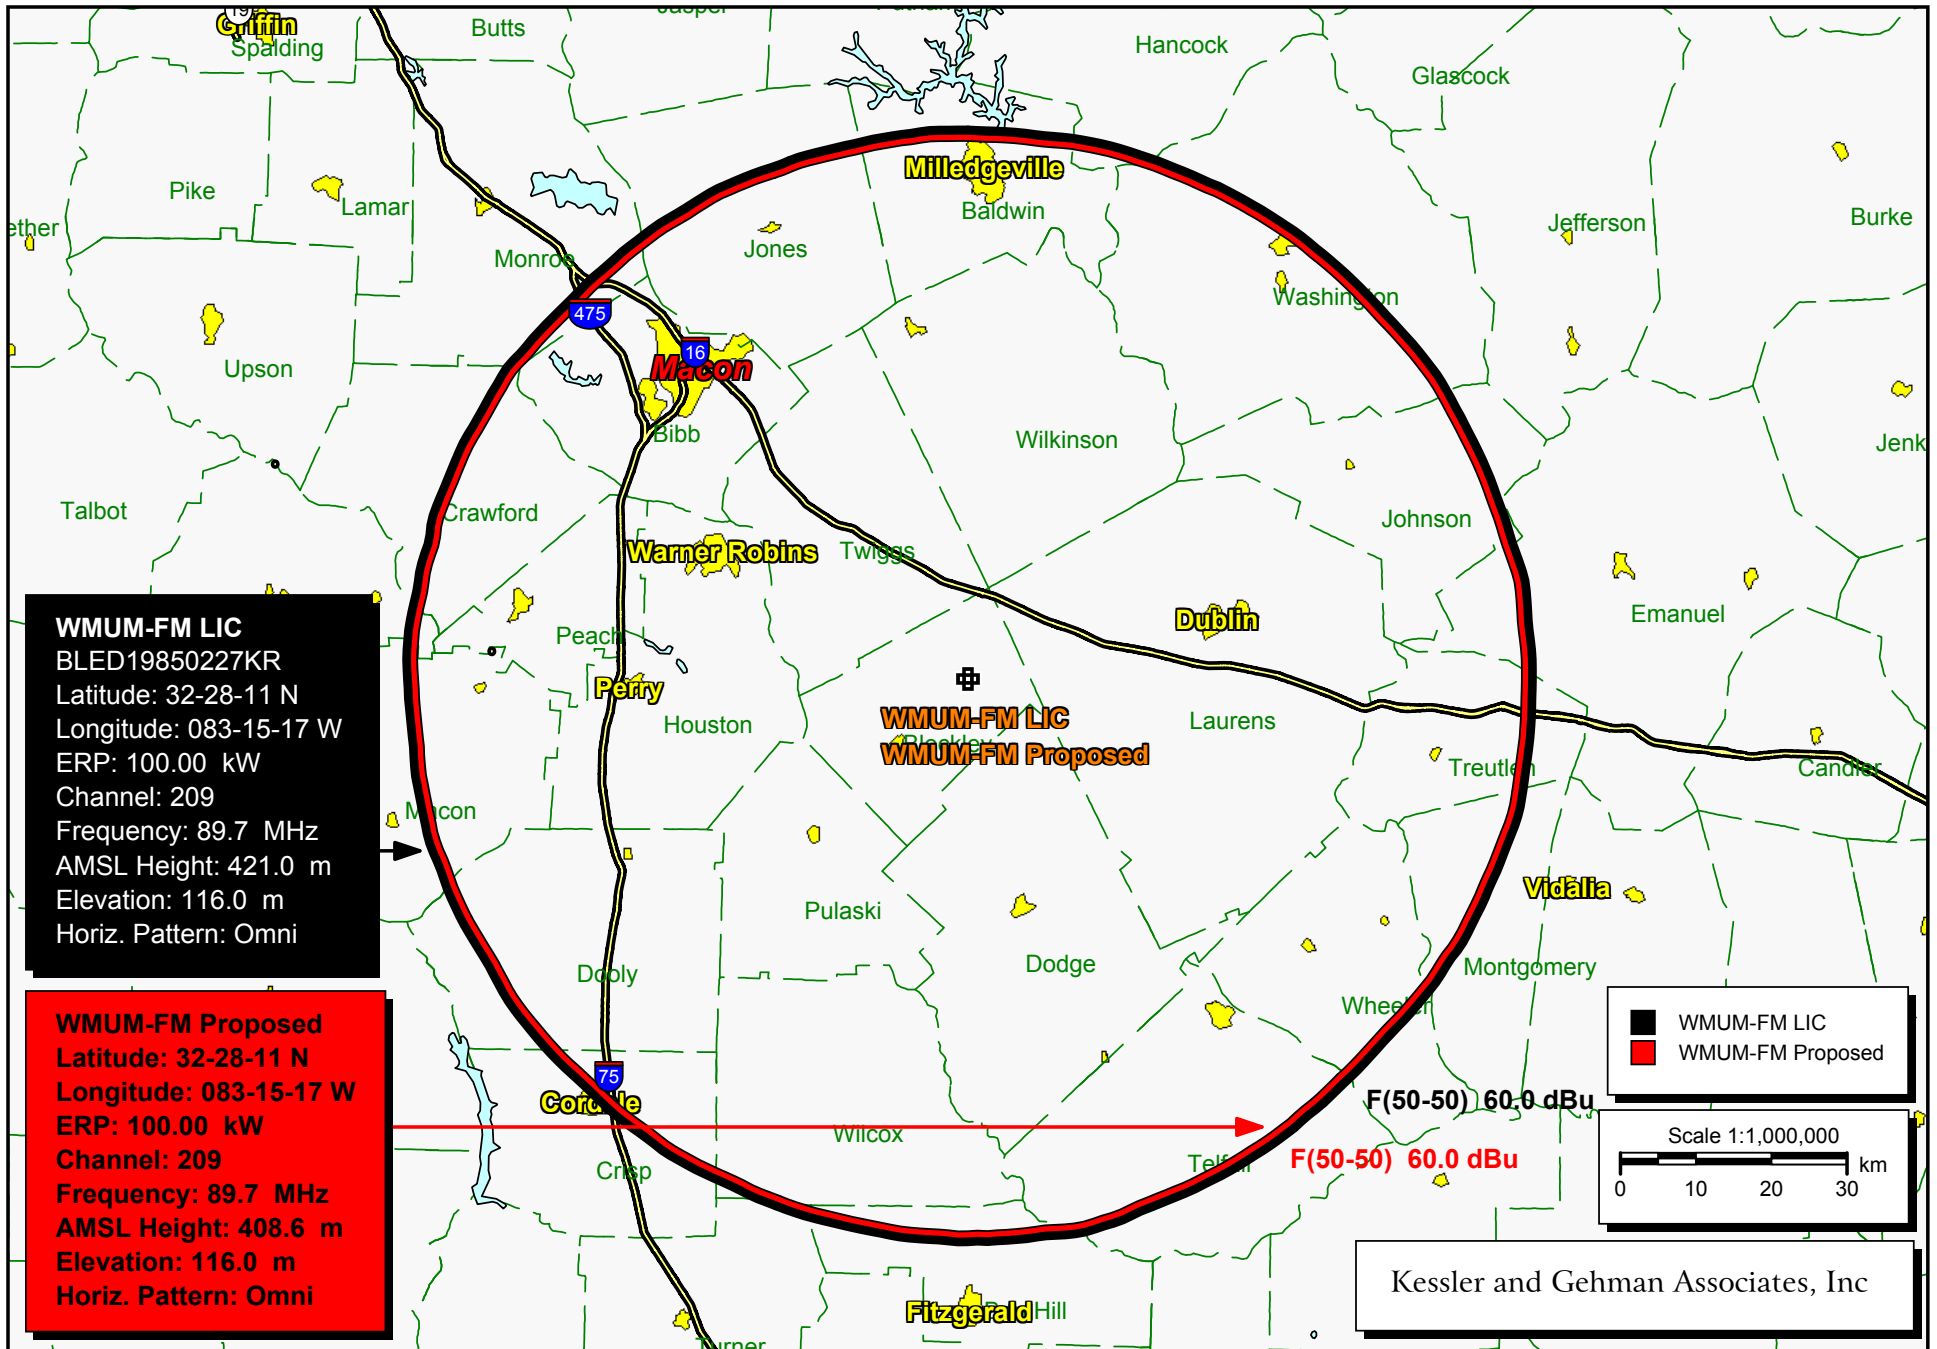 Jasper
19
Griffin
Spalding
Butts
Hancock
Glascock
Milledgeville
Baldwin
Pike
Lamar
ether
Monroe
Jones
Jefferson
Burke
Washington
475
16
Macon
Upson
Bibb
Wilkinson
Jenk
Talbot
Crawford
Johnson
Warner Robins
Twiggs
Dublin
Emanuel
Peach
Perry
Houston
Laurens
WMUM-FM LIC
Bleckley
WMUM-FM Proposed
Treutlen
Candler
Macon
Vidalia
Pulaski
Dodge
Dooly
Montgomery
Wheeler
75
Cordele
Wilcox
Crisp
Telfair
Fitzgerald
Hill
Turner
WMUM-FM LIC
BLED19850227KR
Latitude: 32-28-11 N
Longitude: 083-15-17 W
ERP: 100.00 kW
Channel: 209
Frequency: 89.7 MHz
AMSL Height: 421.0 m
Elevation: 116.0 m
Horiz. Pattern: Omni
WMUM-FM Proposed
Latitude: 32-28-11 N
Longitude: 083-15-17 W
ERP: 100.00 kW
Channel: 209
Frequency: 89.7 MHz
AMSL Height: 408.6 m
Elevation: 116.0 m
Horiz. Pattern: Omni
F(50-50) 60.0 dBu
F(50-50) 60.0 dBu
WMUM-FM LIC
WMUM-FM Proposed
Scale 1:1,000,000
km
0 10 20 30
Kessler and Gehman Associates, Inc